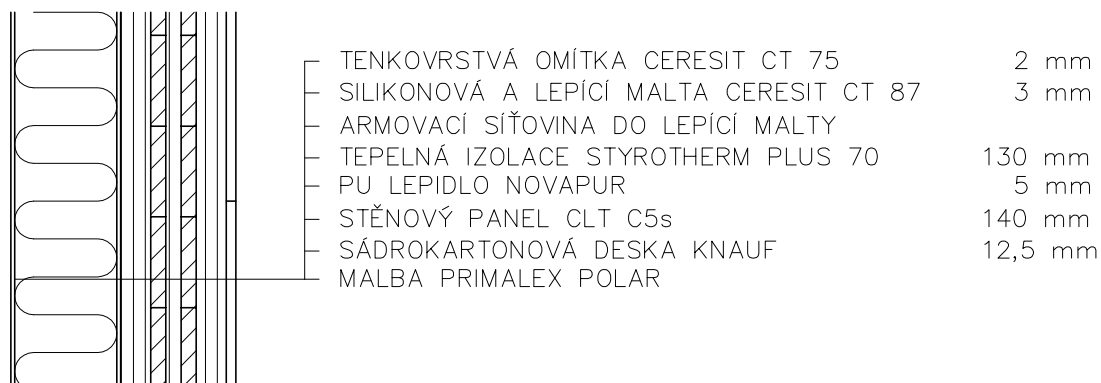 TENKOVRSTVÁ OMÍTKA CERESIT CT 75 2 mm
SILIKONOVÁ A LEPÍCÍ MALTA CERESIT CT 87 3 mm
ARMOVACÍ SÍŤOVINA DO LEPÍCÍ MALTY
TEPELNÁ IZOLACE STYROTHERM PLUS 70 130 mm
PU LEPIDLO NOVAPUR 5 mm
STĚNOVÝ PANEL CLT C5s 140 mm
SÁDROKARTONOVÁ DESKA KNAUF 12,5 mm
MALBA PRIMALEX POLAR